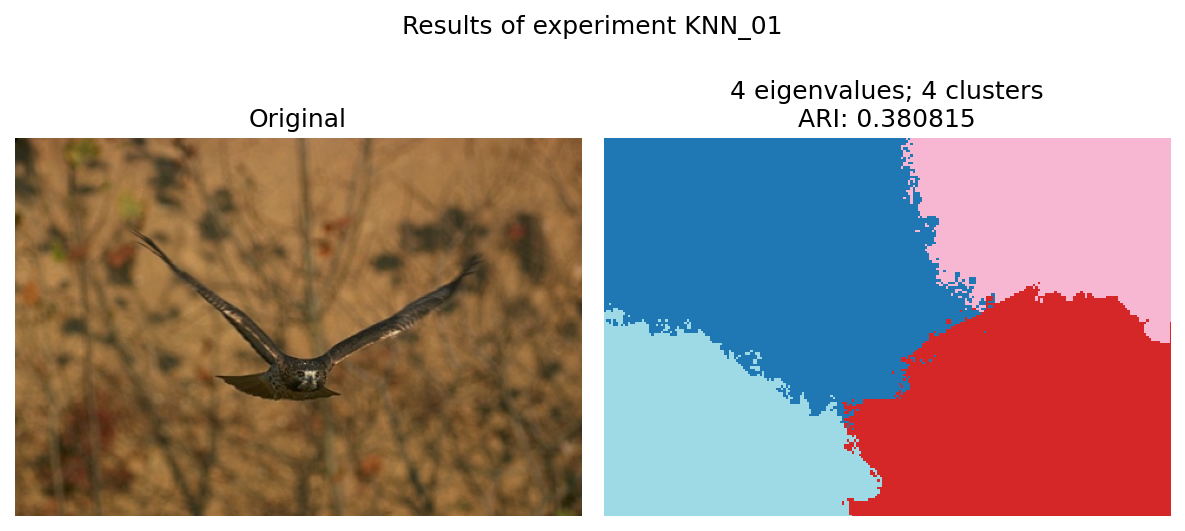 Results of experiment KNN_01
Original
4 eigenvalues; 4 clusters
ARI: 0.380815